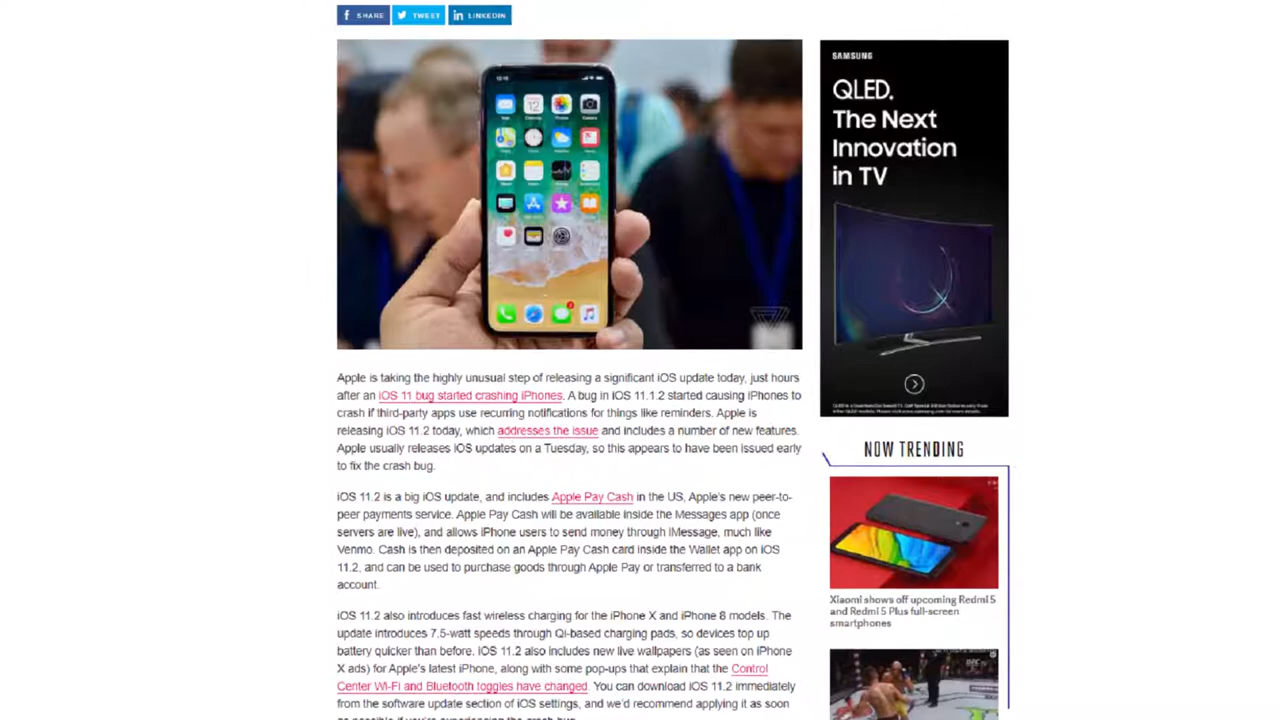 SHARE
TWEET
LINKEDIN
SAMSUNG
QLED.
The Next
Innovation
in TV
Apple is taking the highly unusual step of releasing a significant iOS update today, just hours
after an iOS 11 bug started crashing iPhones. A bug in iOS 11.1.2 started causing iPhones to
crash if third-party apps use recurring notifications for things like reminders. Apple is
releasing iOS 11.2 today, which addresses the issue and includes a number of new features.
Apple usually releases iOS updates on a Tuesday, so this appears to have been issued early
to fix the crash bug.
iOS 11.2 is a big iOS update, and includes Apple Pay Cash in the US, Apple's new peer-to-
peer payments service. Apple Pay Cash will be available inside the Messages app (once
servers are live), and allows iPhone users to send money through iMessage, much like
Venmo. Cash is then deposited on an Apple Pay Cash card inside the Wallet app on iOS
11.2, and can be used to purchase goods through Apple Pay or transferred to a bank
account.
iOS 11.2 also introduces fast wireless charging for the iPhone X and iPhone 8 models. The
update introduces 7.5-watt speeds through Qi-based charging pads, so devices top up
battery quicker than before. iOS 11.2 also includes new live wallpapers (as seen on iPhone
X ads) for Apple's latest iPhone, along with some pop-ups that explain that the Control
Center Wi-Fi and Bluetooth toggles have changed. You can download iOS 11.2 immediately
from the software update section of iOS settings, and we'd recommend applying it as soon
as possible if you're experiencing the crash bug.
NOW TRENDING
Xiaomi shows off upcoming Redmi 5
and Redmi 5 Plus full-screen
smartphones